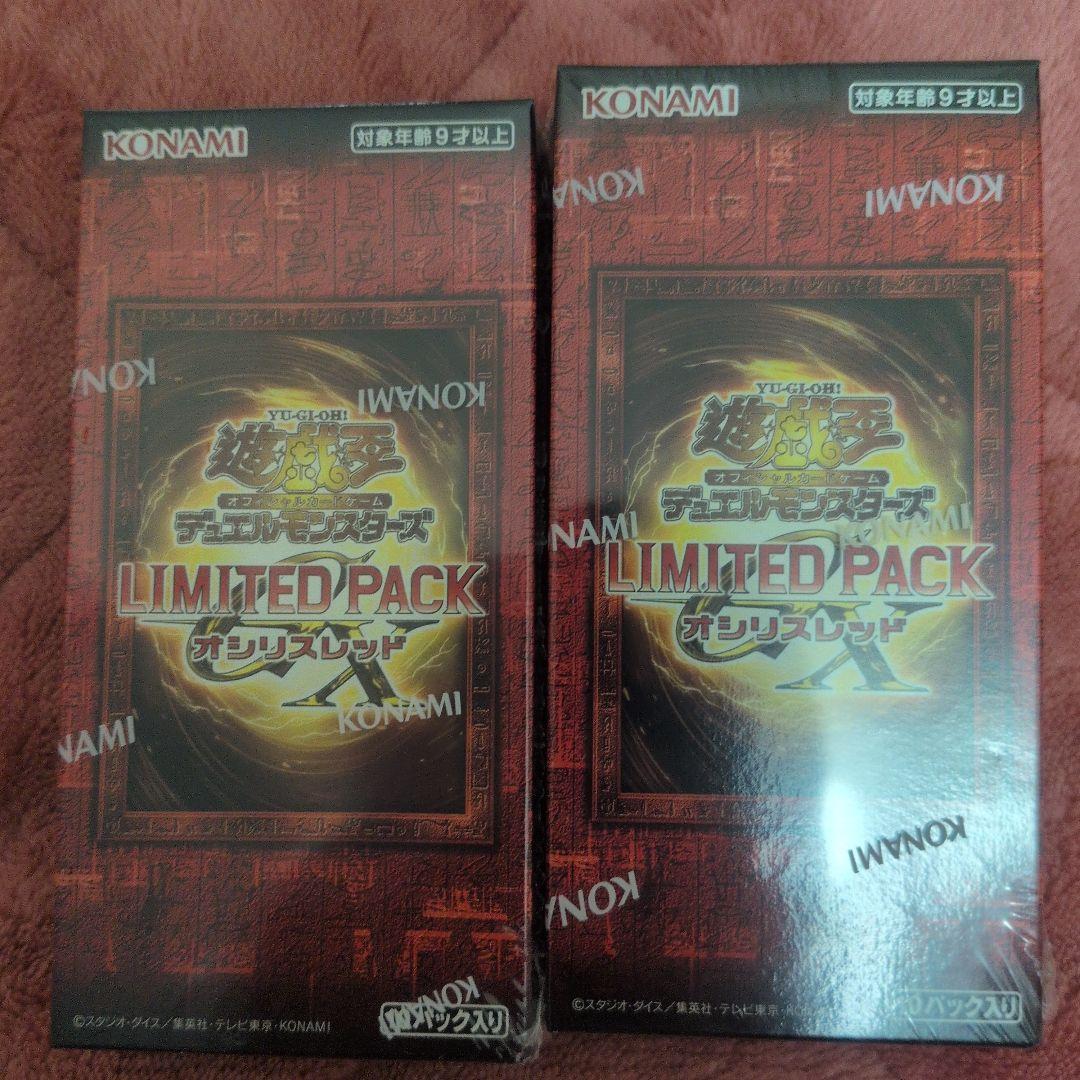 KONAMI
対象年齢9才以上
KONAMI
KONAMI
YU-GI-OH!
遊戯王
オフィシャルカードゲーム
デュエルモンスターズ
LIMITED PACK
GX
オシリスレッド
KONAMI
KONAMI
KONAMI
©スタジオ・ダイス/集英社・テレビ東京・KONAMI
パック入り
KONAMI
対象年齢9才以上
KONAMI
KONAMI
YU-GI-OH!
遊戯王
オフィシャルカードゲーム
デュエルモンスターズ
KONAMI
KONAMI
LIMITED PACK
GX
オシリスレッド
KONAMI
KONAMI
©スタジオ・ダイス/集英社・テレビ東京・
0パック入り